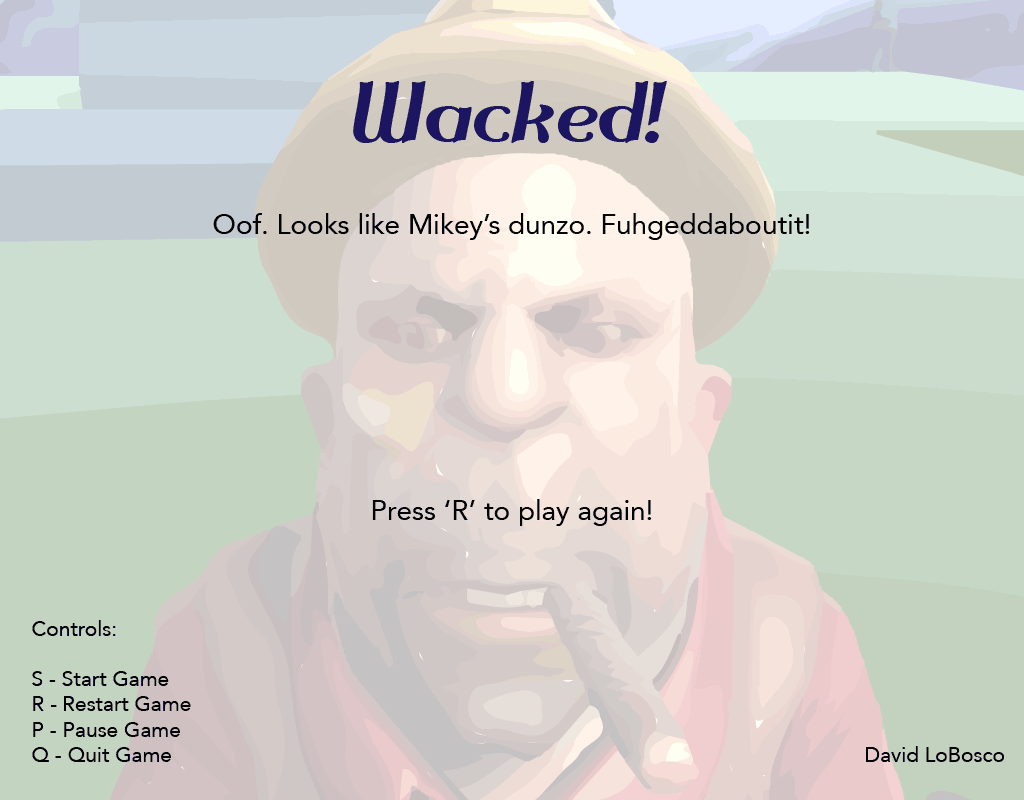 Wacked!
Oof. Looks like Mikey’s dunzo. Fuhgeddaboutit!
Press ‘R’ to play again!
Controls:
S - Start Game
R - Restart Game
P - Pause Game
Q - Quit Game
David LoBosco